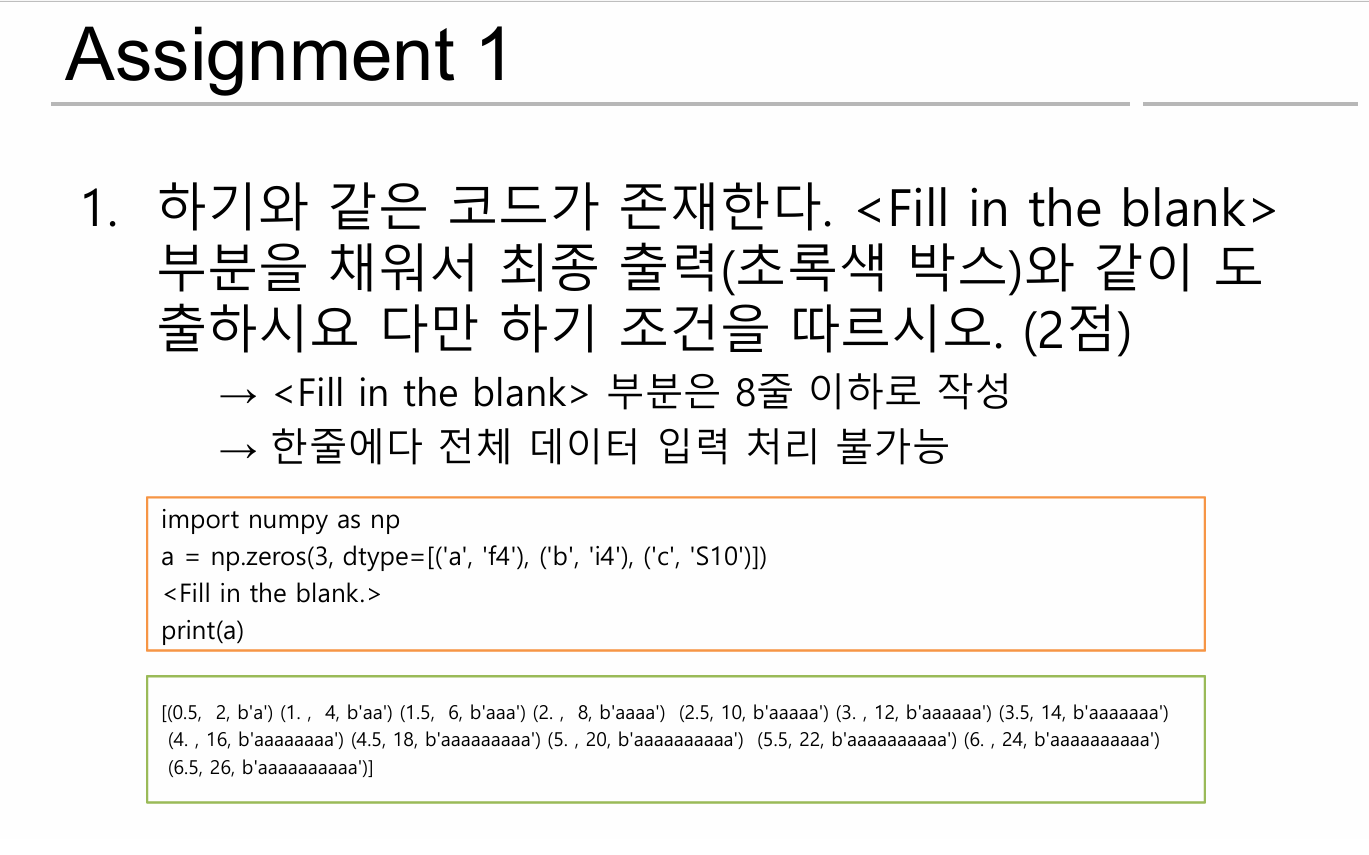 Assignment 1
1. 하기와 같은 코드가 존재한다. <Fill in the blank>
부분을 채워서 최종 출력(초록색 박스)와 같이 도
출하시요 다만 하기 조건을 따르시오. (2점)
→ <Fill in the blank> 부분은 8줄 이하로 작성
→ 한줄에다 전체 데이터 입력 처리 불가능
import numpy as np
a = np.zeros(3, dtype=[('a', 'f4'), ('b', 'i4'), ('c', 'S10')])
<Fill in the blank.>
print(a)
[(0.5,  2, b'a') (1. ,  4, b'aa') (1.5,  6, b'aaa') (2. ,  8, b'aaaa')  (2.5, 10, b'aaaaa') (3. , 12, b'aaaaaa') (3.5, 14, b'aaaaaaa')
(4. , 16, b'aaaaaaaa') (4.5, 18, b'aaaaaaaaa') (5. , 20, b'aaaaaaaaaa')  (5.5, 22, b'aaaaaaaaaa') (6. , 24, b'aaaaaaaaaa')
(6.5, 26, b'aaaaaaaaaa')]